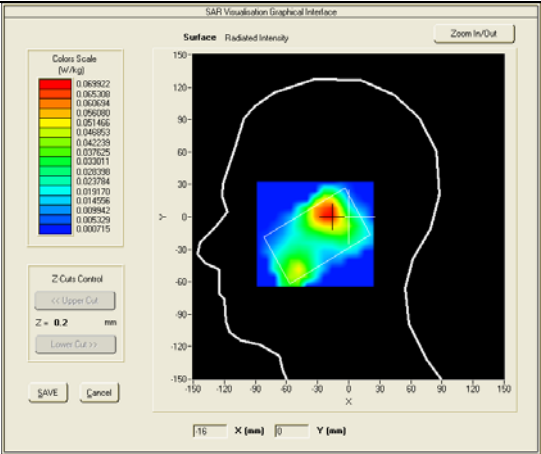 SAR Visualisation Graphical Interface
Surface Radiated Intensity
Zoom In/Out
Colors Scale
(W/kg)
0.069922
0.065308
0.060694
0.056080
0.051466
0.046853
0.042239
0.037625
0.033011
0.028398
0.023784
0.019170
0.014556
0.009942
0.005329
0.000715
Z-Cuts Control
<< Upper Cut
Z = 0.2 mm
Lower Cut >>
SAVE Cancel
150-
120-
90-
60-
30-
0-
-30-
-60-
-90-
-120-
-150-
Y
-150 -120 -90 -60 -30 0 30 60 90 120 150
X
-16 X (mm) 0 Y (mm)